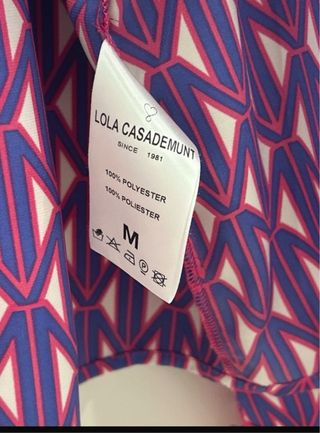 LOLA CASADEMUNT
SINCE 1981
100% POLYESTER
100% POLIESTER
M